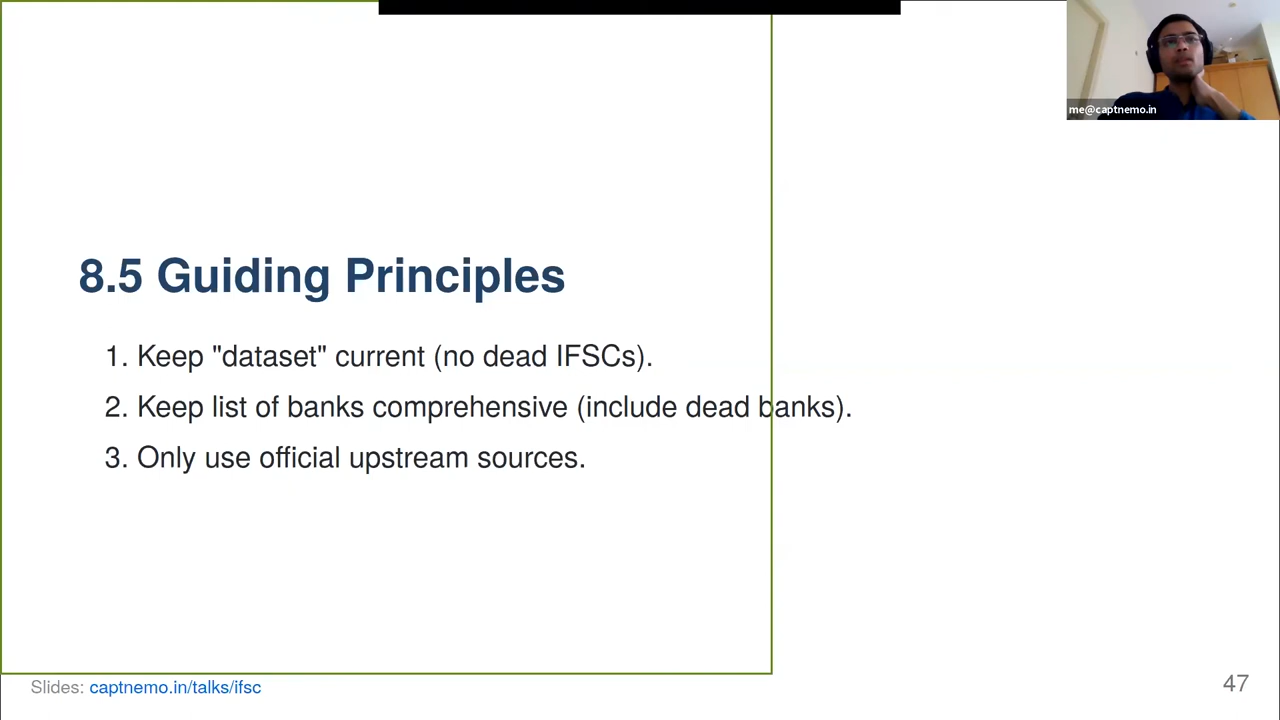 me@captnemo.in
8.5 Guiding Principles
1. Keep "dataset" current (no dead IFSCs).
2. Keep list of banks comprehensive (include dead banks).
3. Only use official upstream sources.
Slides: captnemo.in/talks/ifsc
47